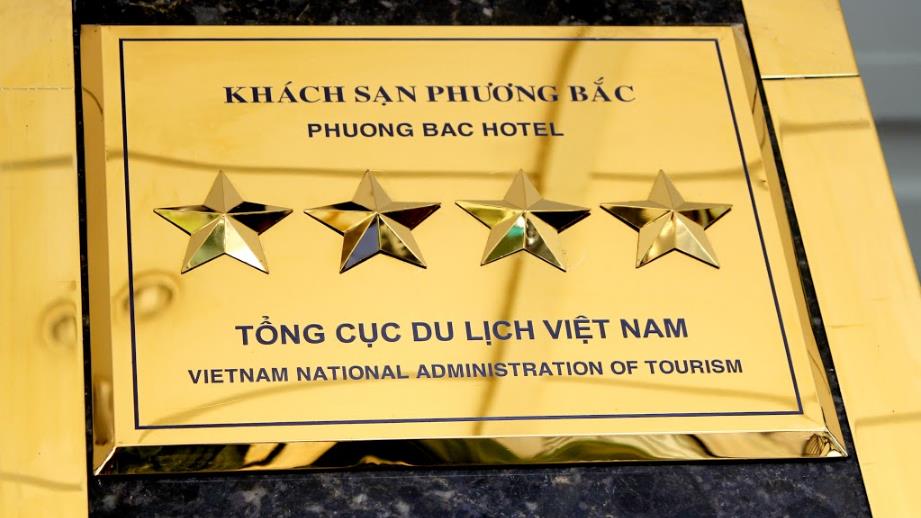 KHÁCH SẠN PHƯƠNG BẮC
PHUONG BAC HOTEL
TỔNG CỤC DU LỊCH VIỆT NAM
VIETNAM NATIONAL ADMINISTRATION OF TOURISM